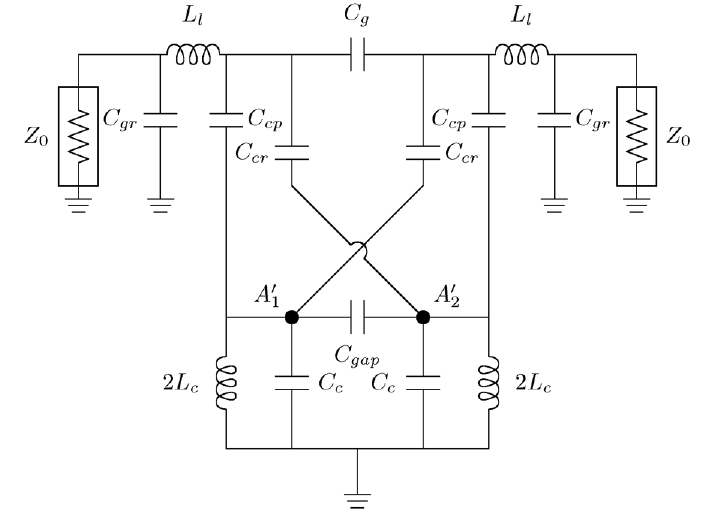 L_l C_g L_l
Z_0 C_gr C_cp C_cp C_gr Z_0
C_cr C_cr
A'_1 A'_2
C_gap
2L_c C_c C_c 2L_c